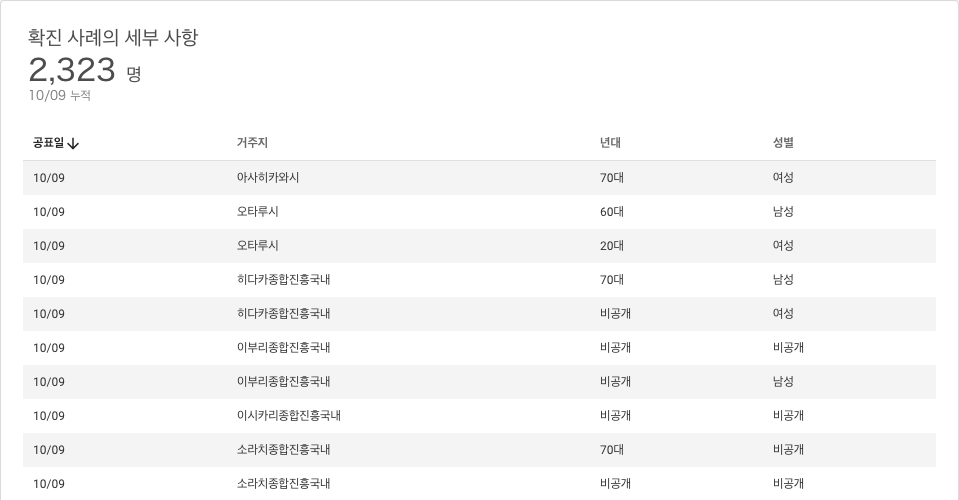 확진 사례의 세부 사항
2,323 명
10/09 누적
공표일↓ 거주지 년대 성별
10/09 아사히카와시 70대 여성
10/09 오타루시 60대 남성
10/09 오타루시 20대 여성
10/09 히다카종합진흥국내 70대 남성
10/09 히다카종합진흥국내 비공개 여성
10/09 이부리종합진흥국내 비공개 비공개
10/09 이부리종합진흥국내 비공개 남성
10/09 이시카리종합진흥국내 비공개 비공개
10/09 소라치종합진흥국내 70대 비공개
10/09 소라치종합진흥국내 비공개 비공개